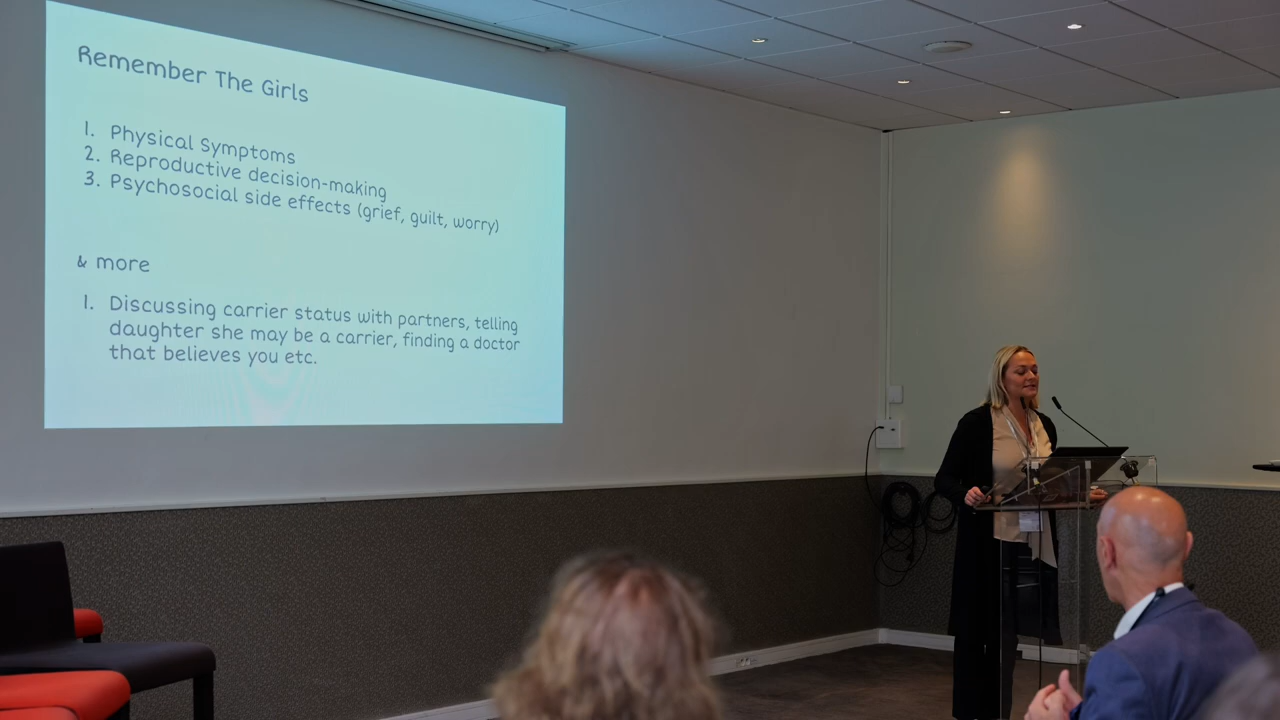 Remember The Girls
1. Physical Symptoms
2. Reproductive decision-making
3. Psychosocial side effects (grief, guilt, worry)
& more
1. Discussing carrier status with partners, telling
daughter she may be a carrier, finding a doctor
that believes you etc.